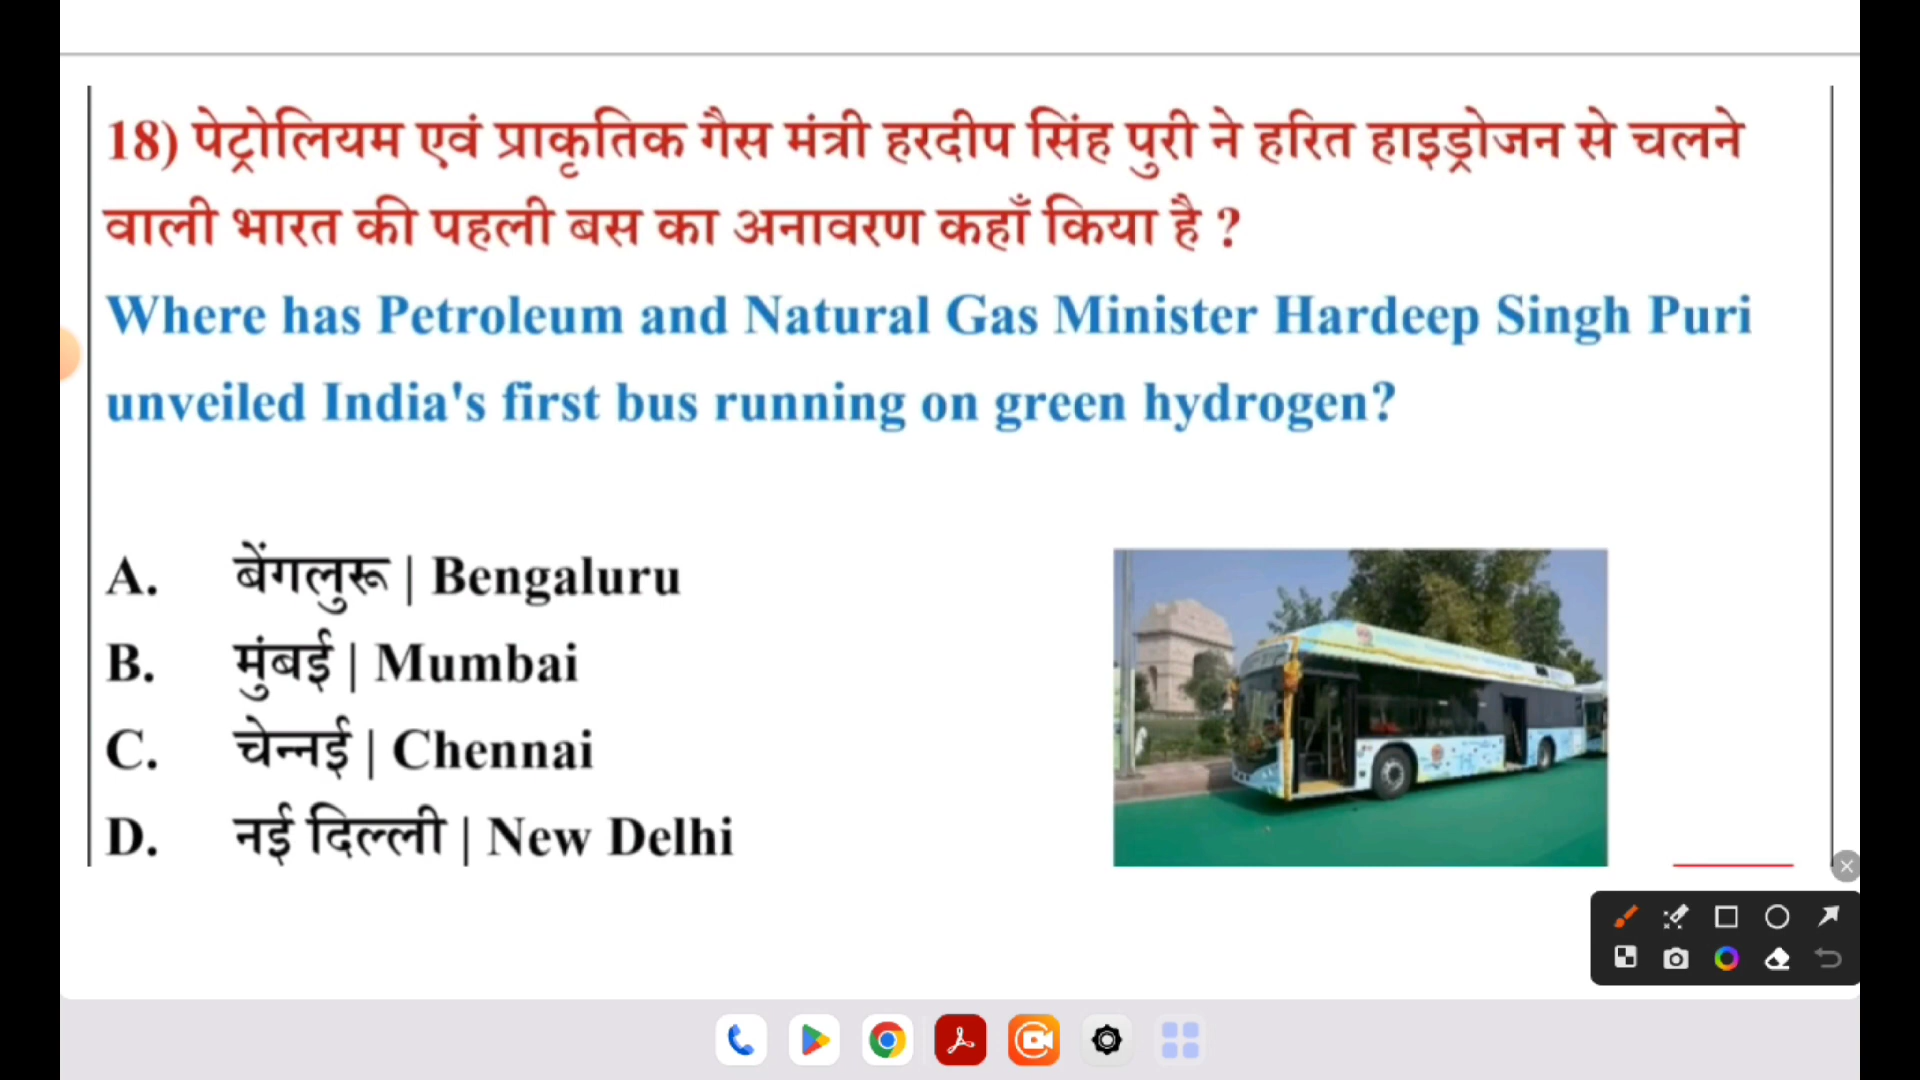 18) पेट्रोलियम एवं प्राकृतिक गैस मंत्री हरदीप सिंह पुरी ने हरित हाइड्रोजन से चलने
वाली भारत की पहली बस का अनावरण कहाँ किया है ?
Where has Petroleum and Natural Gas Minister Hardeep Singh Puri
unveiled India's first bus running on green hydrogen?
A. बेंगलुरू | Bengaluru
B. मुंबई | Mumbai
C. चेन्नई | Chennai
D. नई दिल्ली | New Delhi